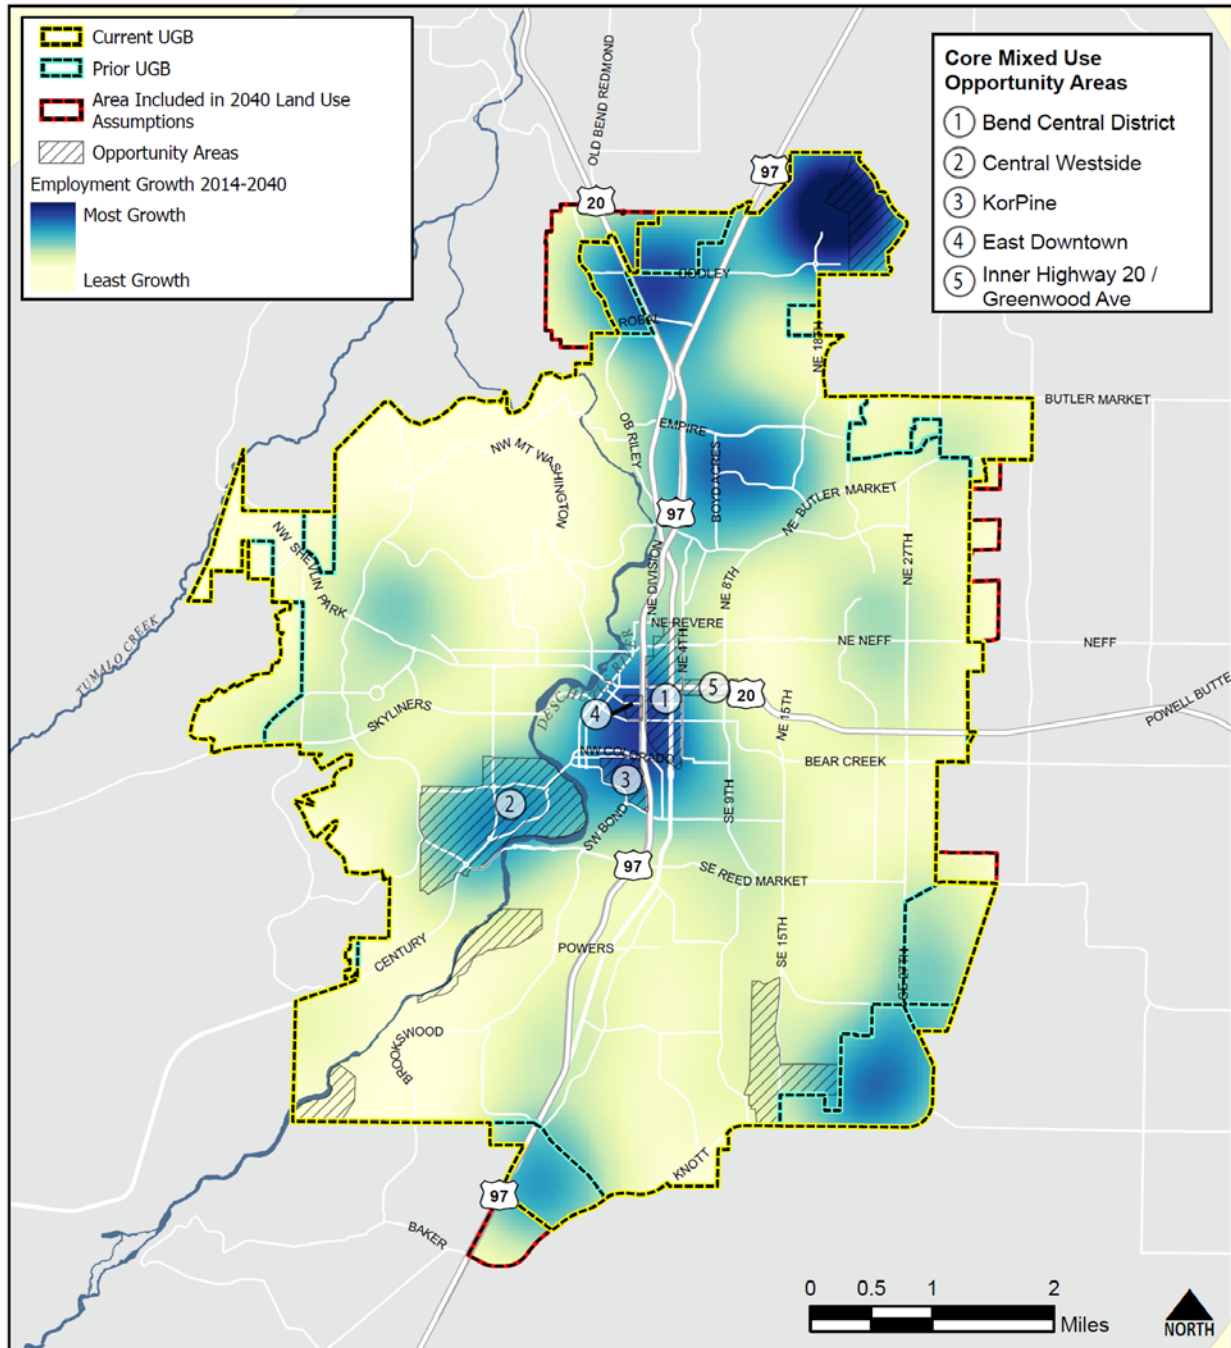 Current UGB
Prior UGB
Area Included in 2040 Land Use
Assumptions
Opportunity Areas
Employment Growth 2014-2040
Most Growth
Least Growth
Core Mixed Use
Opportunity Areas
1 Bend Central District
2 Central Westside
3 KorPine
4 East Downtown
5 Inner Highway 20 /
Greenwood Ave
OLD BEND REDMOND
97
20
COOLEY
ROBAL
NE 18TH
BUTLER MARKET
OB RILEY
EMPIRE
NW MT WASHINGTON
BOYD ACRES
NE BUTLER MARKET
97
NW SHEVLIN PARK
NE DIVISION
NE 27TH
NE 8TH
TUMALO CREEK
NE REVERE
NE 4TH
NE NEFF
NEFF
DESCHUTES RIVER
SKYLINERS
4
1
5
20
NE 15TH
POWELL BUTTE
NW COLORADO
BEAR CREEK
3
2
SE 9TH
SW BOND
97
SE REED MARKET
CENTURY
POWERS
SE 15TH
SE 27TH
BROOKSWOOD
KNOTT
97
BAKER
0 0.5 1 2
Miles
NORTH